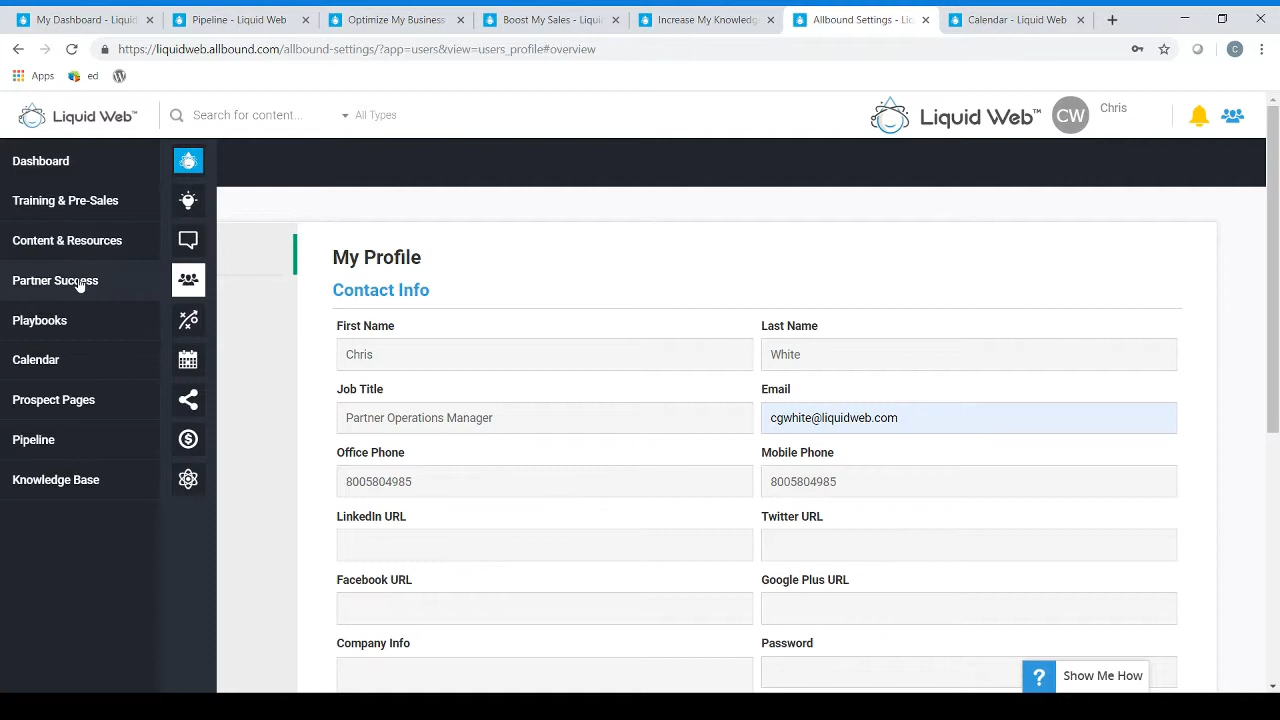 My Dashboard - Liquid
Pipeline - Liquid Web
Optimize My Business
Boost My Sales - Liquid
Increase My Knowledg
Allbound Settings - Liq
Calendar - Liquid Web
https://liquidweb.allbound.com/allbound-settings/?app=users&view=users_profile#overview
C
Apps
ed
Liquid Web™
Search for content...
All Types
Liquid Web™
CW
Chris
Dashboard
Training & Pre-Sales
Content & Resources
Partner Success
Playbooks
Calendar
Prospect Pages
Pipeline
Knowledge Base
My Profile
Contact Info
First Name
Last Name
Chris
White
Job Title
Email
Partner Operations Manager
cgwhite@liquidweb.com
Office Phone
Mobile Phone
8005804985
8005804985
LinkedIn URL
Twitter URL
Facebook URL
Google Plus URL
Company Info
Password
? Show Me How